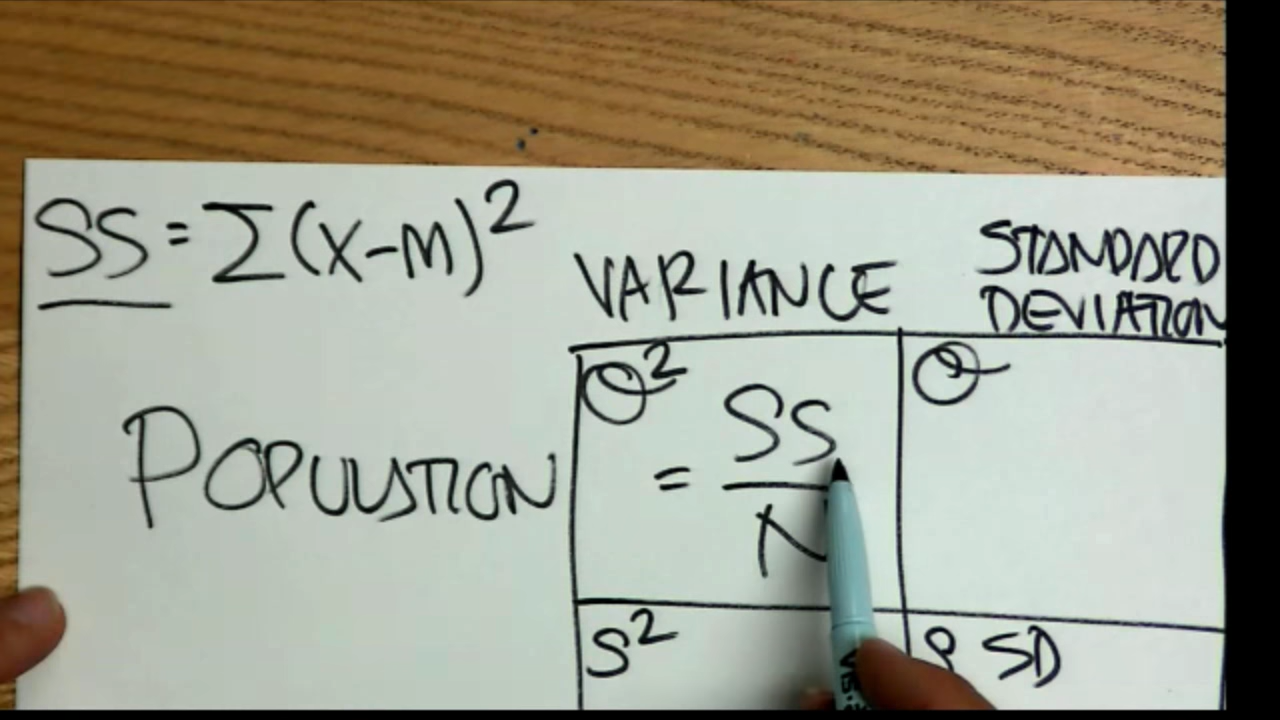 SS = Σ(x-M)²
VARIANCE
STANDARD
DEVIATION
POPULATION
σ²
= SS
N
σ
S²
S SD